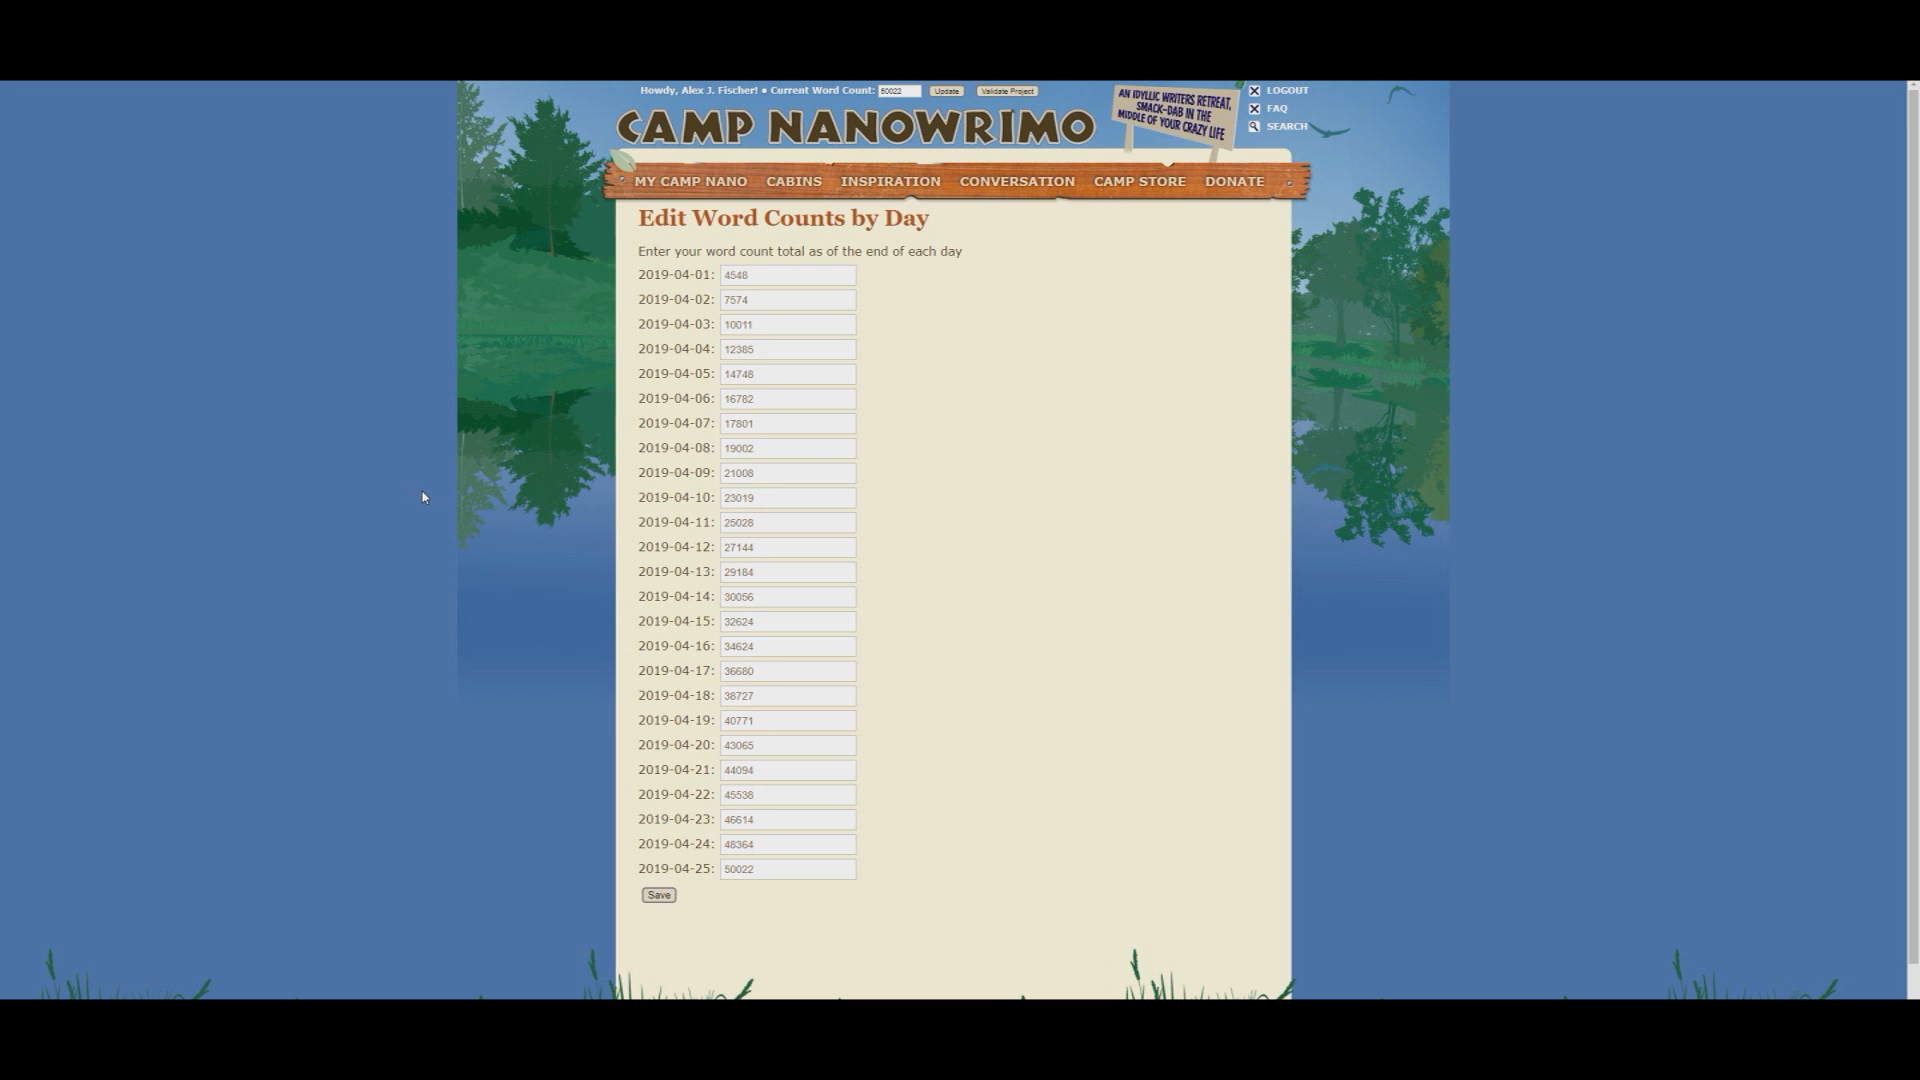 Howdy, Alex J. Fischer! • Current Word Count: 50022 Update Validate Project
CAMP NANOWRIMO
AN IDYLLIC WRITERS RETREAT,
SMACK-DAB IN THE
MIDDLE OF YOUR CRAZY LIFE
LOGOUT
FAQ
SEARCH
MY CAMP NANO CABINS INSPIRATION CONVERSATION CAMP STORE DONATE
Edit Word Counts by Day
Enter your word count total as of the end of each day
2019-04-01: 4548
2019-04-02: 7574
2019-04-03: 10011
2019-04-04: 12385
2019-04-05: 14748
2019-04-06: 16782
2019-04-07: 17801
2019-04-08: 19002
2019-04-09: 21008
2019-04-10: 23019
2019-04-11: 25028
2019-04-12: 27144
2019-04-13: 29184
2019-04-14: 30056
2019-04-15: 32624
2019-04-16: 34624
2019-04-17: 36680
2019-04-18: 38727
2019-04-19: 40771
2019-04-20: 43065
2019-04-21: 44094
2019-04-22: 45538
2019-04-23: 46614
2019-04-24: 48364
2019-04-25: 50022
Save